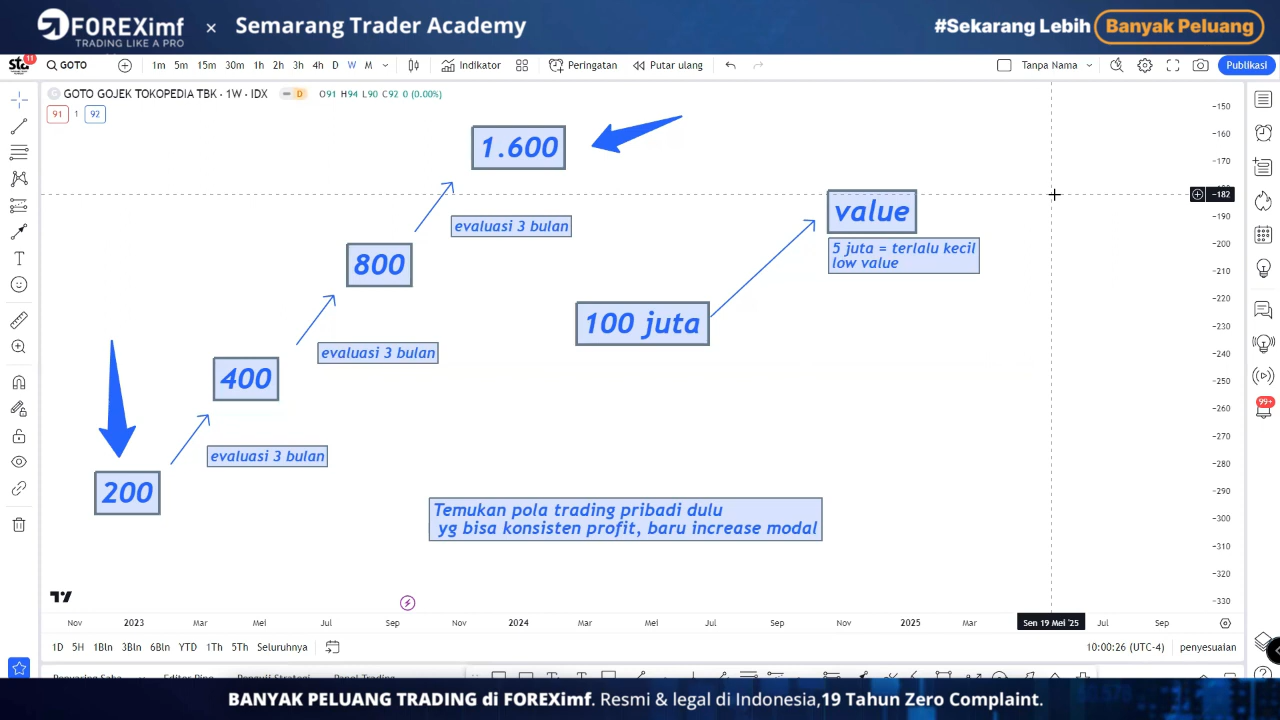 FOREXimf
TRADING LIKE A PRO
×
Semarang Trader Academy
#Sekarang Lebih
Banyak Peluang
sta
11
GOTO
1m 5m 15m 30m 1h 2h 3h 4h D W M
Indikator
Peringatan
Putar ulang
Tanpa Nama
Publikasi
GOTO GOJEK TOKOPEDIA TBK · 1W · IDX
D
O91 H94 L90 C92 0 (0.00%)
91 1 92
1.600
evaluasi 3 bulan
800
evaluasi 3 bulan
400
evaluasi 3 bulan
200
value
5 juta = terlalu kecil
low value
100 juta
Temukan pola trading pribadi dulu
yg bisa konsisten profit, baru increase modal
−150
−160
−170
−182
−190
−200
−210
−220
−230
−240
−250
−260
−270
−280
−290
−300
−310
−320
−330
99+
Nov 2023 Mar Mei Jul Sep Nov 2024 Mar Mei Jul Sep Nov 2025 Mar Sen 19 Mei '25 Jul Sep
1D 5H 1Bln 3Bln 6Bln YTD 1Th 5Th Seluruhnya
10:00:26 (UTC-4) penyesuaian
BANYAK PELUANG TRADING di FOREXimf. Resmi & legal di Indonesia,19 Tahun Zero Complaint.